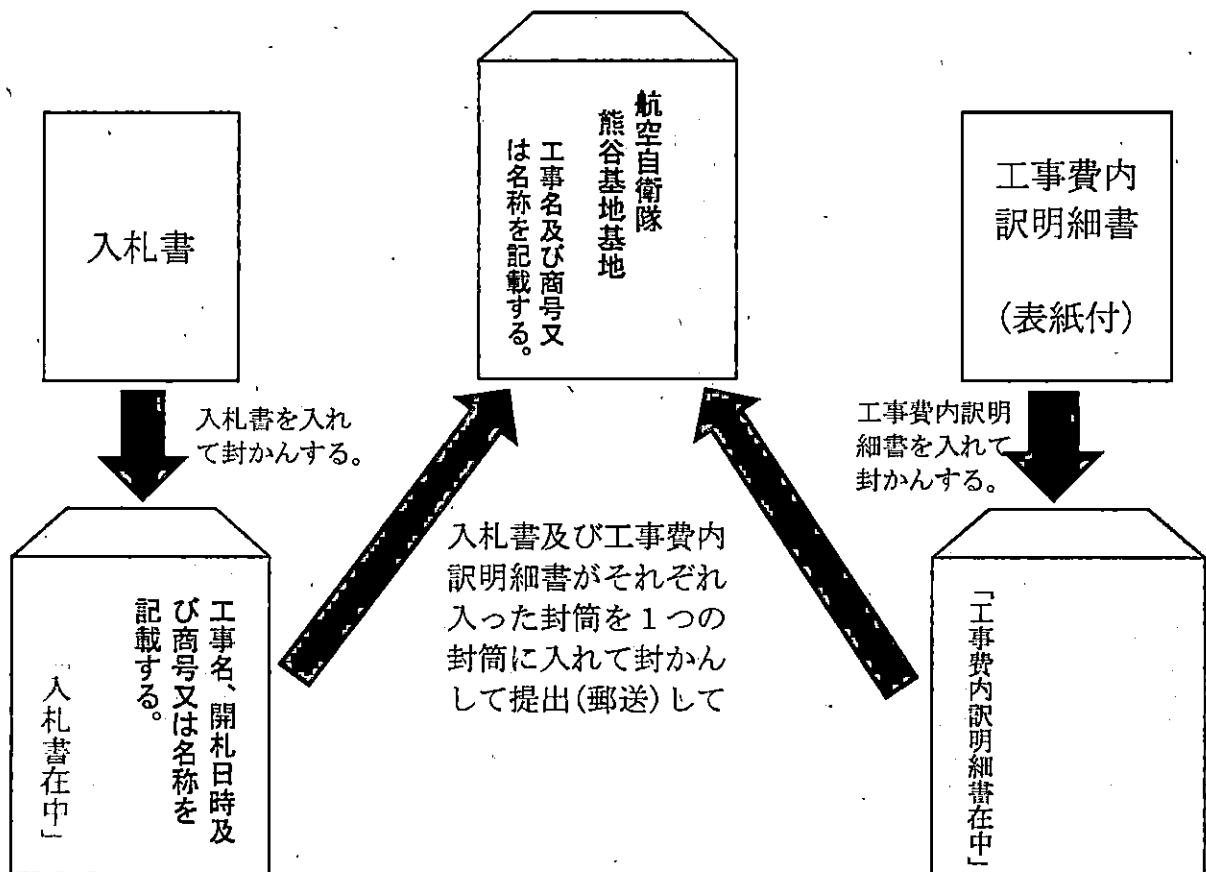 入札書
入札書を入れ
て封かんする。
工事名、開札日時及
び商号又は名称を
記載する。
入札書在中」
航空自衛隊
熊谷基地基地
工事名及び商号又
は名称を記載する。
入札書及び工事費内
訳明細書がそれぞれ
入った封筒を1つの
封筒に入れて封かん
して提出(郵送)して
工事費内
訳明細書
(表紙付)
工事費内訳明
細書を入れて
封かんする。
「工事費内訳明細書在中」